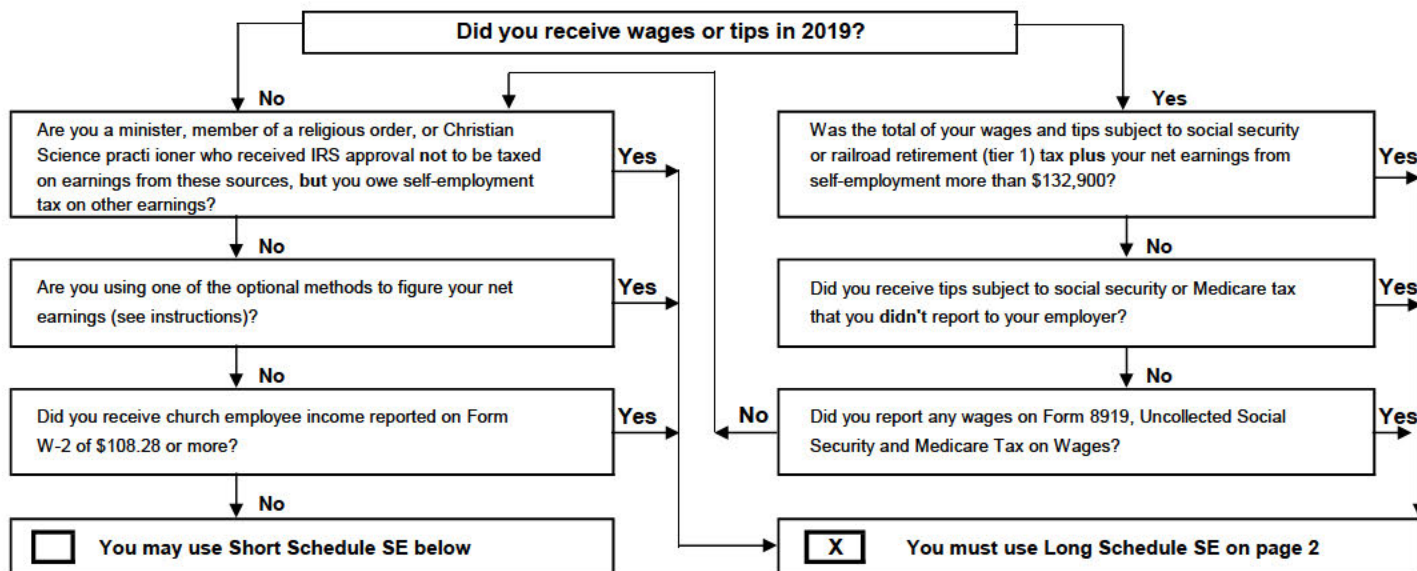 Did you receive wages or tips in 2019?
No
Yes
Are you a minister, member of a religious order, or Christian
Science practi ioner who received IRS approval not to be taxed
on earnings from these sources, but you owe self-employment
tax on other earnings?
Yes
Was the total of your wages and tips subject to social security
or railroad retirement (tier 1) tax plus your net earnings from
self-employment more than $132,900?
Yes
No
No
Are you using one of the optional methods to figure your net
earnings (see instructions)?
Yes
Did you receive tips subject to social security or Medicare tax
that you didn't report to your employer?
Yes
No
No
Did you receive church employee income reported on Form
W-2 of $108.28 or more?
Yes
No
Did you report any wages on Form 8919, Uncollected Social
Security and Medicare Tax on Wages?
Yes
No
You may use Short Schedule SE below
X You must use Long Schedule SE on page 2